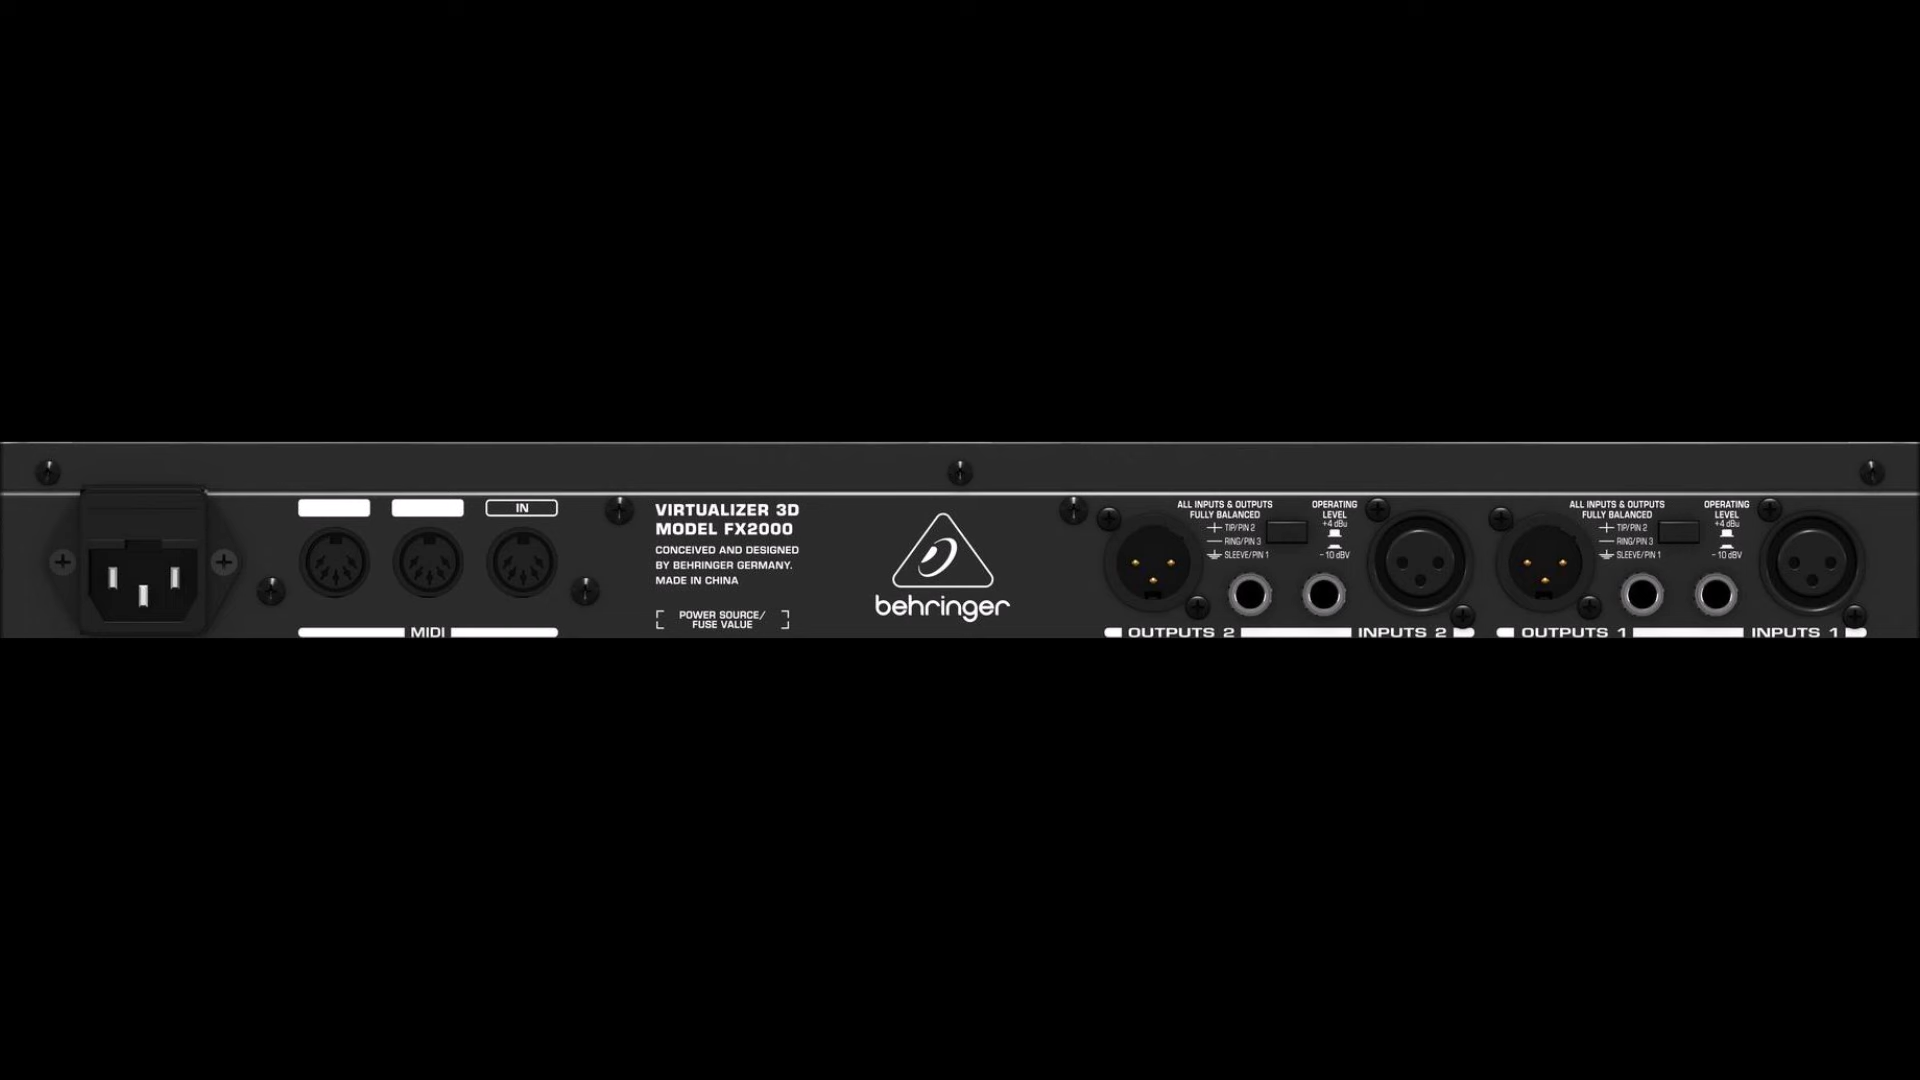 IN
MIDI
VIRTUALIZER 3D
MODEL FX2000
CONCEIVED AND DESIGNED
BY BEHRINGER GERMANY.
MADE IN CHINA
POWER SOURCE/
FUSE VALUE
behringer
ALL INPUTS & OUTPUTS
FULLY BALANCED
TIP/PIN 2
RING/PIN 3
SLEEVE/PIN 1
OPERATING
LEVEL
+4 dBu
-10 dBV
OUTPUTS 2
INPUTS 2
ALL INPUTS & OUTPUTS
FULLY BALANCED
TIP/PIN 2
RING/PIN 3
SLEEVE/PIN 1
OPERATING
LEVEL
+4 dBu
-10 dBV
OUTPUTS 1
INPUTS 1